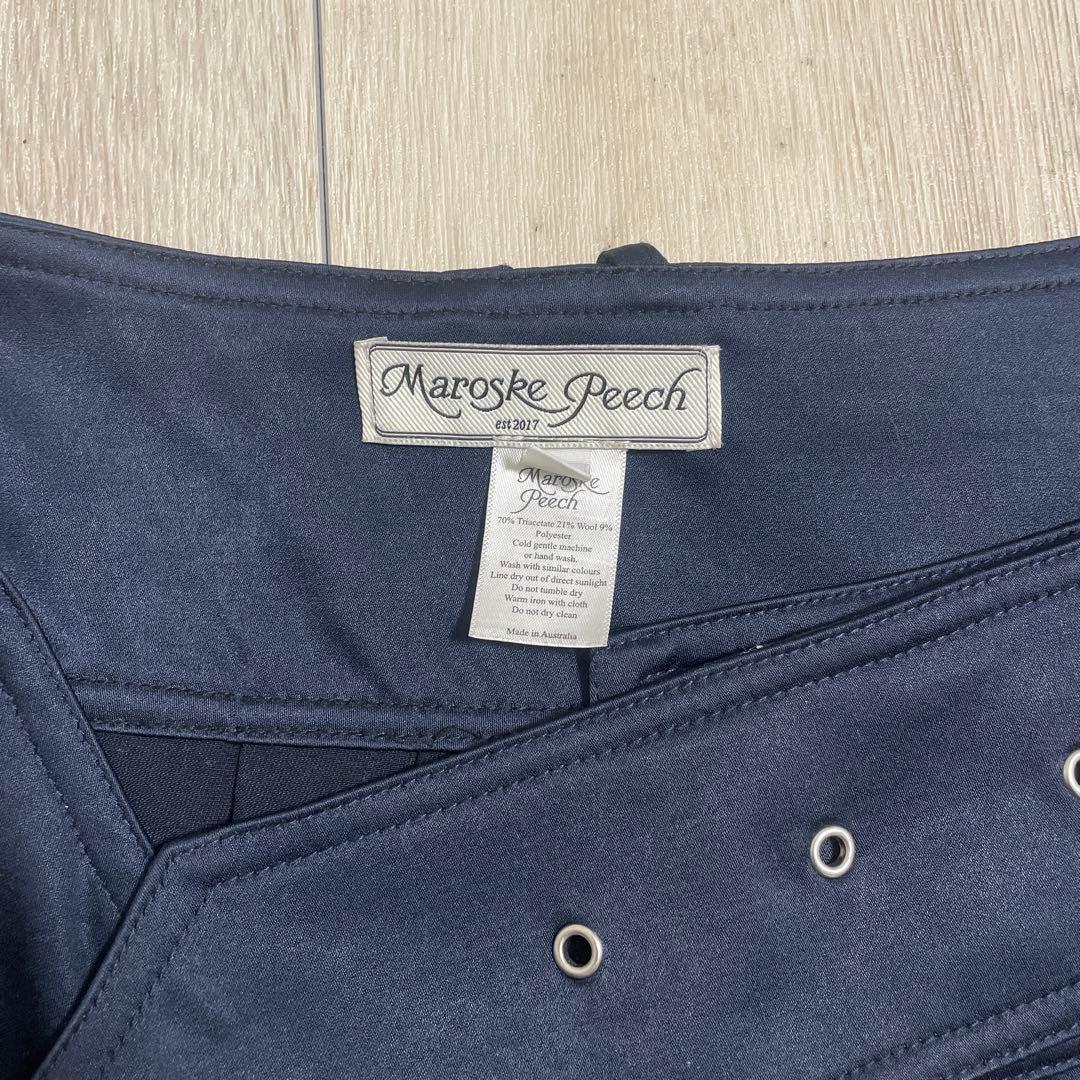 Maroske Peech
est 2017
Maroske
Peech
70% Triacetate 21% Wool 9%
Polyester
Cold gentle machine
or hand wash.
Wash with similar colours
Line dry out of direct sunlight
Do not tumble dry
Warm iron with cloth
Do not dry clean
Made in Australia